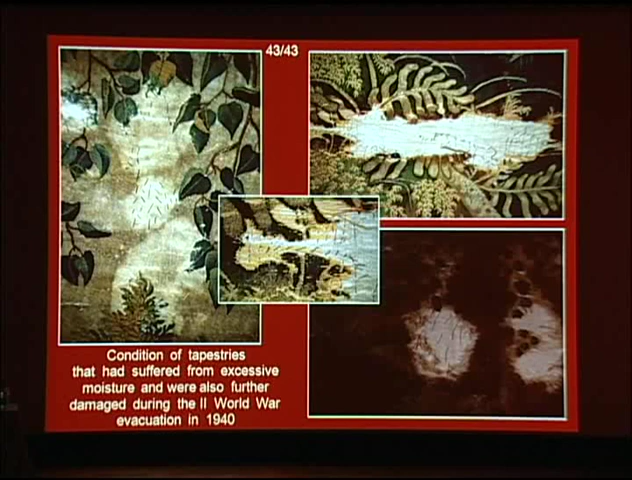 43/43
Condition of tapestries
that had suffered from excessive
moisture and were also further
damaged during the II World War
evacuation in 1940